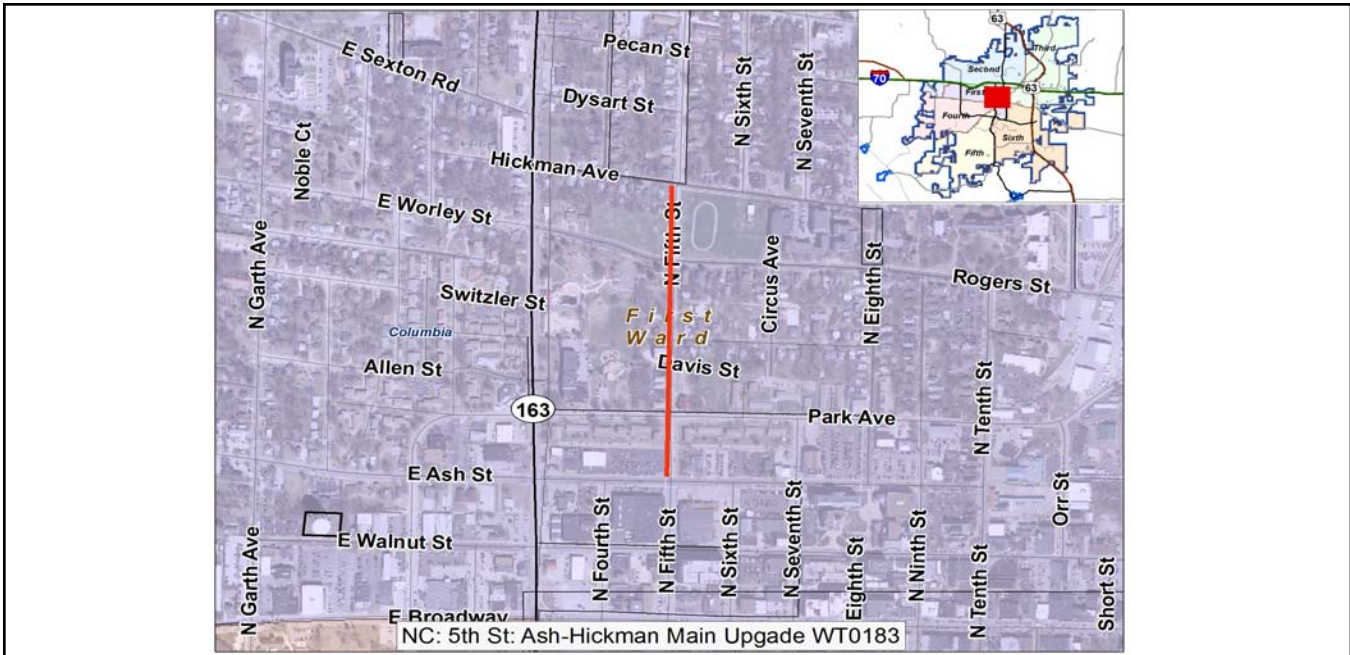 63
Third
Second
70
63
First
Fourth
Sixth
Fifth
E Sexton Rd
Pecan St
Dysart St
N Sixth St
N Seventh St
Noble Ct
Hickman Ave
E Worley St
N Fifth St
Rogers St
N Garth Ave
Switzler St
Circus Ave
N Eighth St
First
Ward
Columbia
Allen St
Davis St
163
Park Ave
N Tenth St
E Ash St
Orr St
E Walnut St
N Garth Ave
N Fourth St
N Fifth St
N Sixth St
N Seventh St
Eighth St
N Ninth St
N Tenth St
Short St
E Broadway
NC: 5th St: Ash-Hickman Main Upgade WT0183